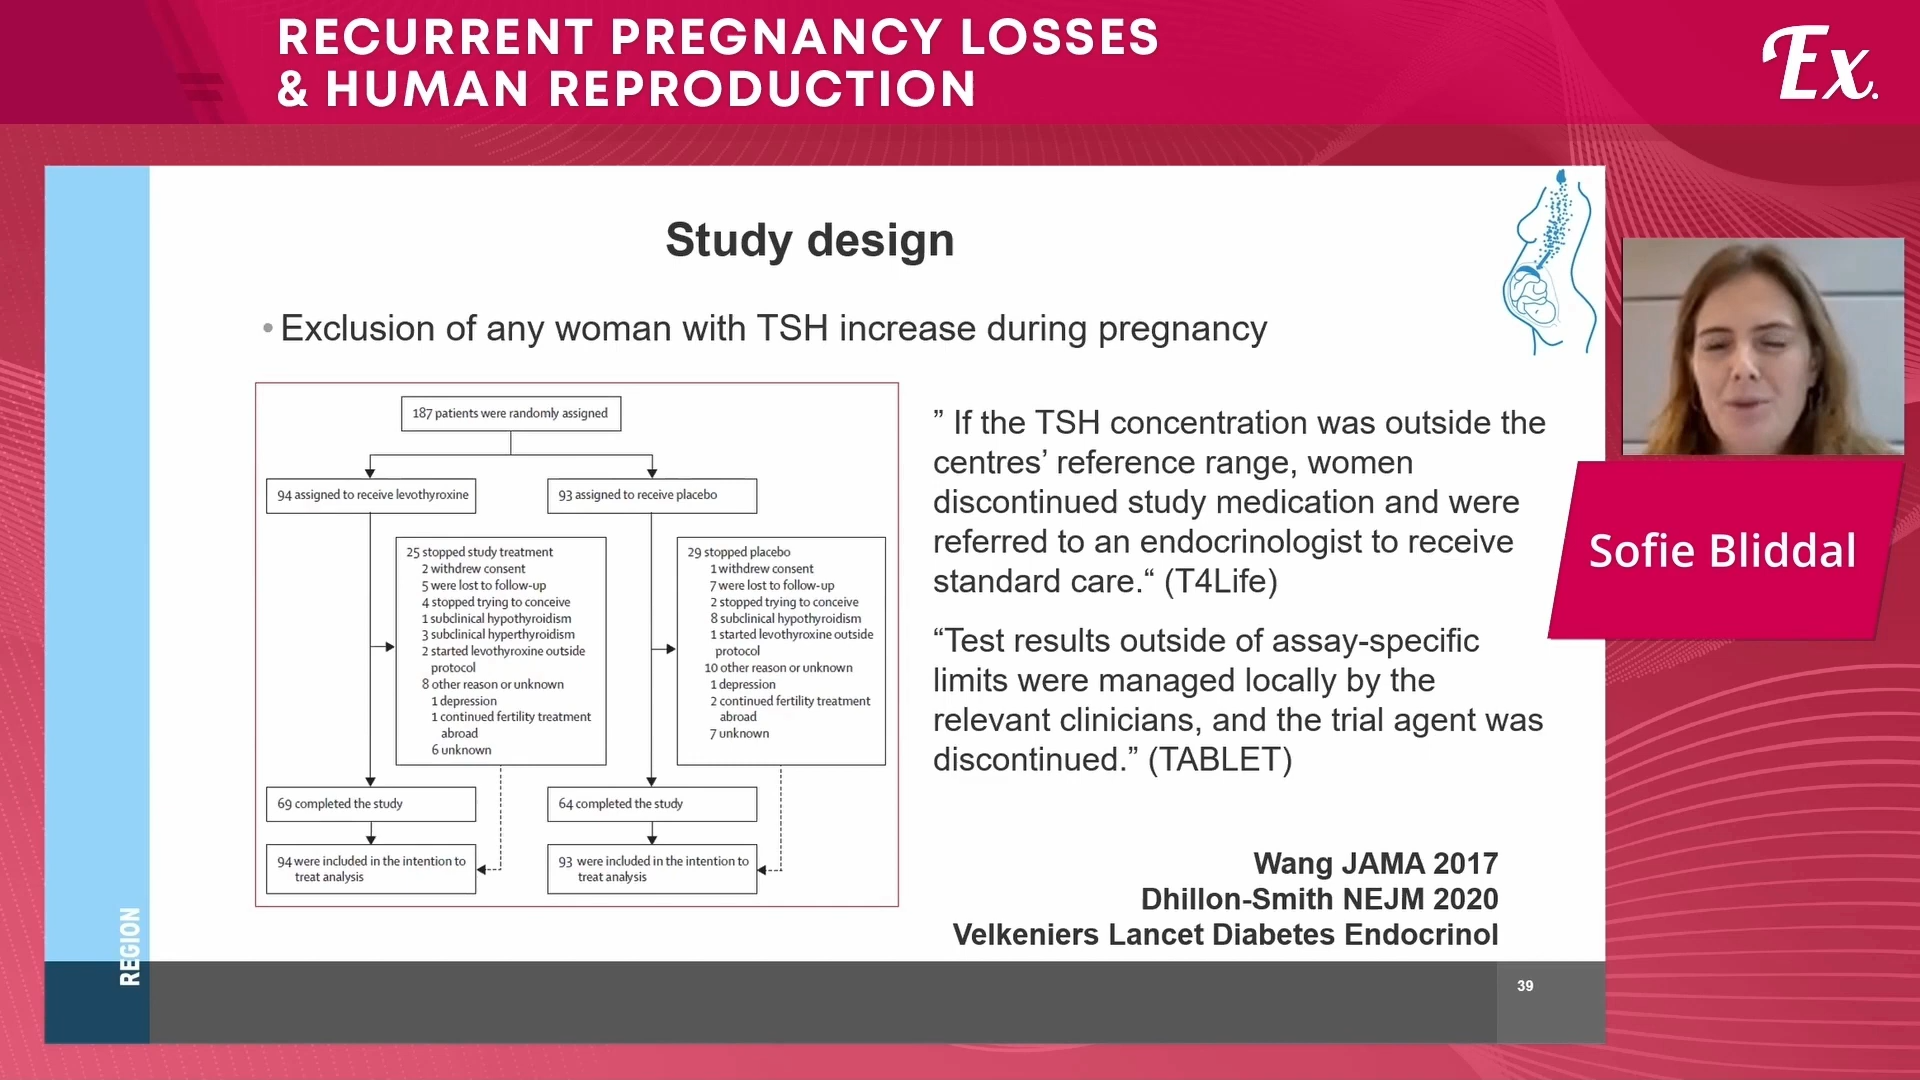 RECURRENT PREGNANCY LOSSES
& HUMAN REPRODUCTION
Ex.
Study design
• Exclusion of any woman with TSH increase during pregnancy
187 patients were randomly assigned
94 assigned to receive levothyroxine
93 assigned to receive placebo
25 stopped study treatment
2 withdrew consent
5 were lost to follow-up
4 stopped trying to conceive
1 subclinical hypothyroidism
3 subclinical hyperthyroidism
2 started levothyroxine outside
protocol
8 other reason or unknown
1 depression
1 continued fertility treatment
abroad
6 unknown
29 stopped placebo
1 withdrew consent
7 were lost to follow-up
2 stopped trying to conceive
8 subclinical hypothyroidism
1 started levothyroxine outside
protocol
10 other reason or unknown
1 depression
2 continued fertility treatment
abroad
7 unknown
69 completed the study
64 completed the study
94 were included in the intention to
treat analysis
93 were included in the intention to
treat analysis
” If the TSH concentration was outside the
centres’ reference range, women
discontinued study medication and were
referred to an endocrinologist to receive
standard care.“ (T4Life)
“Test results outside of assay-specific
limits were managed locally by the
relevant clinicians, and the trial agent was
discontinued.” (TABLET)
Wang JAMA 2017
Dhillon-Smith NEJM 2020
Velkeniers Lancet Diabetes Endocrinol
Sofie Bliddal
REGION
39